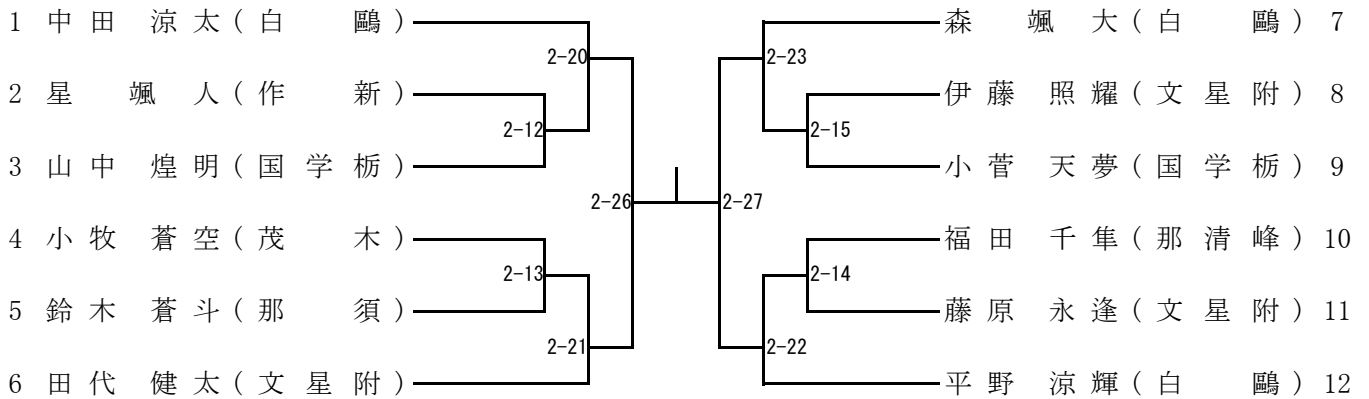 1 中田 涼太(白 鷗) 森 颯大(白 鷗) 7
2-20 2-23
2 星 颯人(作 新) 伊藤 照耀(文星附) 8
2-12 2-15
3 山中 煌明(国学栃) 小菅 天夢(国学栃) 9
2-26 2-27
4 小牧 蒼空(茂 木) 福田 千隼(那清峰) 10
2-13 2-14
5 鈴木 蒼斗(那 須) 藤原 永逢(文星附) 11
2-21 2-22
6 田代 健太(文星附) 平野 涼輝(白 鷗) 12